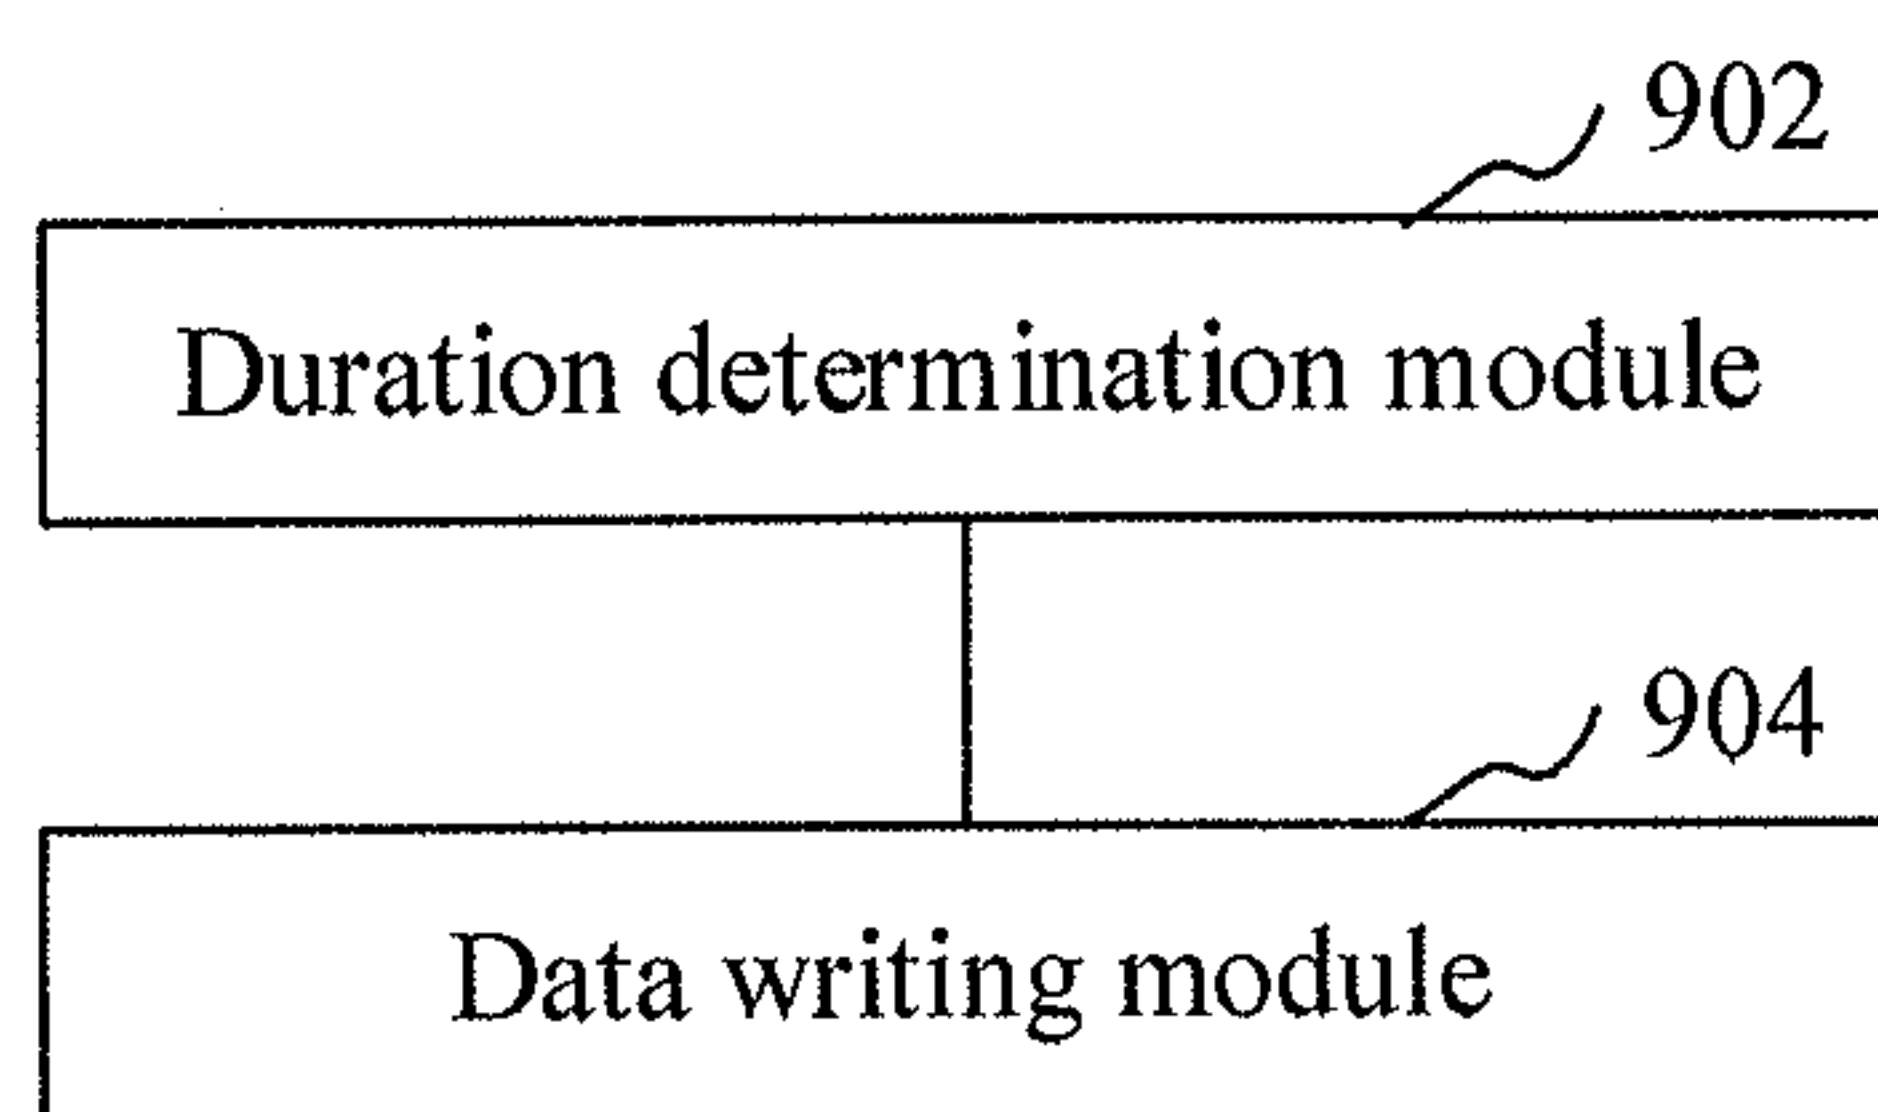 902
Duration determination module
904
Data writing module